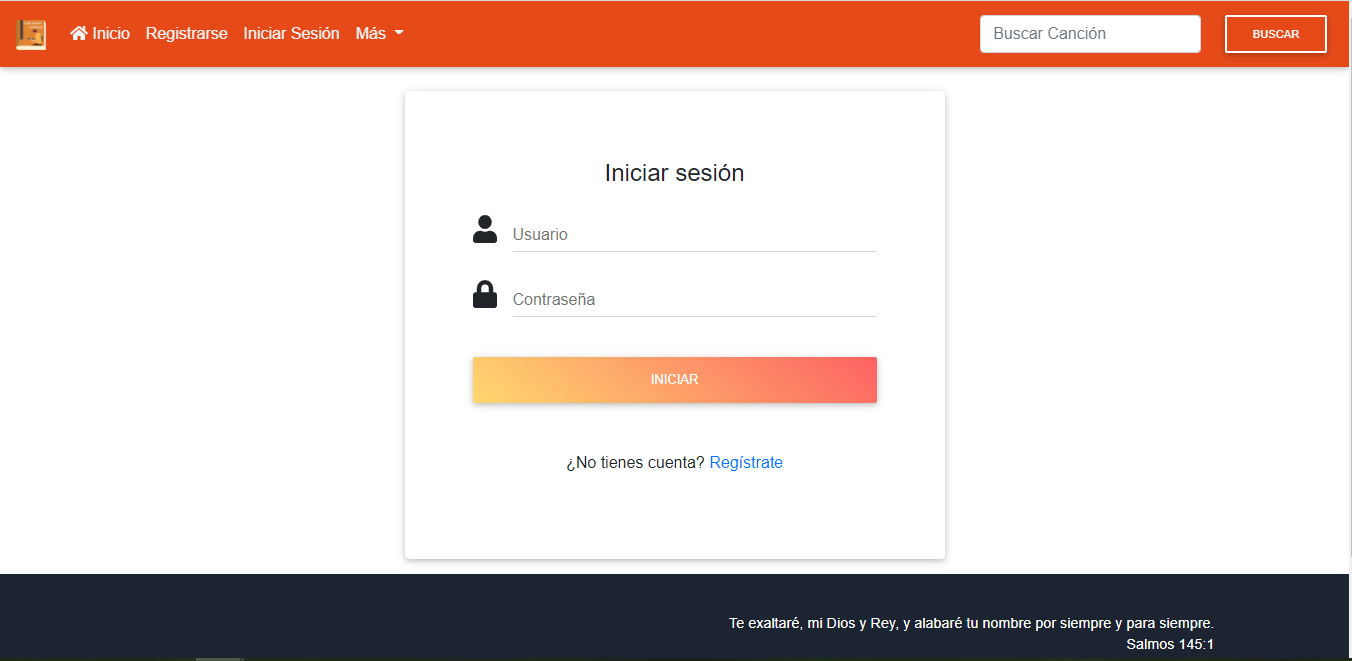 Inicio Registrarse Iniciar Sesión Más Buscar Canción BUSCAR
Iniciar sesión
Usuario
Contraseña
INICIAR
¿No tienes cuenta? Regístrate
Te exaltaré, mi Dios y Rey, y alabaré tu nombre por siempre y para siempre.
Salmos 145:1